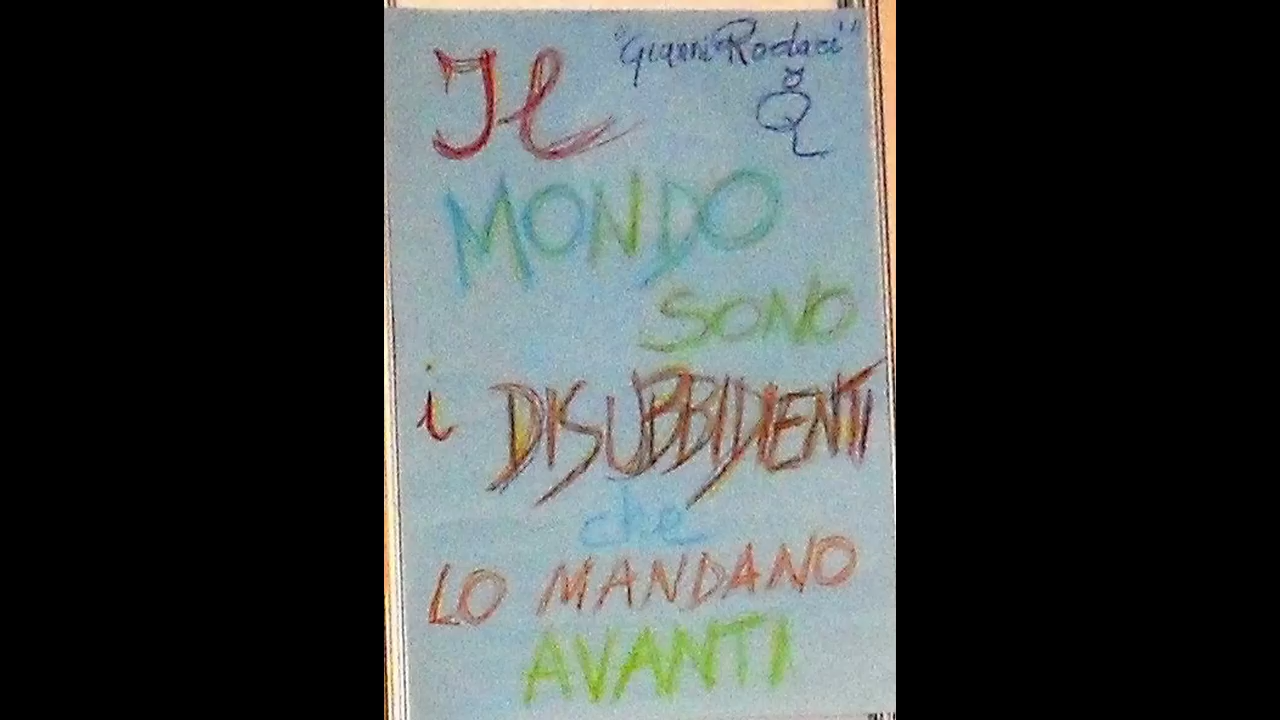 "Gianni Rodari"
Il
MONDO
SONO
i DISUBBIDIENTI
che
LO MANDANO
AVANTI